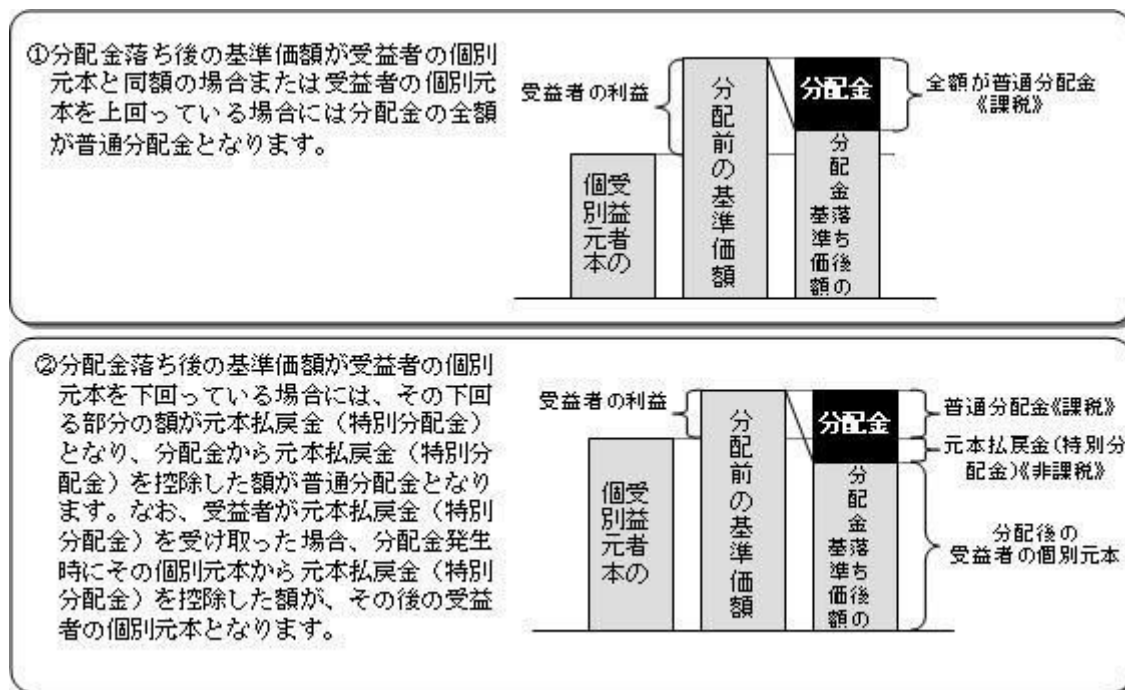 ①分配金落ち後の基準価額が受益者の個別
元本と同額の場合または受益者の個別元
本を上回っている場合には分配金の全額
が普通分配金となります。
受益者の利益
受益者の
個別元本
分配前の基準価額
分配金
分配金落ち後の
基準価額
全額が普通分配金
《課税》
②分配金落ち後の基準価額が受益者の個別
元本を下回っている場合には、その下回
る部分の額が元本払戻金（特別分配金）
となり、分配金から元本払戻金（特別分
配金）を控除した額が普通分配金となり
ます。なお、受益者が元本払戻金（特別
分配金）を受け取った場合、分配金発生
時にその個別元本から元本払戻金（特別
分配金）を控除した額が、その後の受益
者の個別元本となります。
受益者の利益
受益者の
個別元本
分配前の基準価額
分配金
分配金落ち後の
基準価額
普通分配金《課税》
元本払戻金（特別分
配金）《非課税》
分配後の
受益者の個別元本